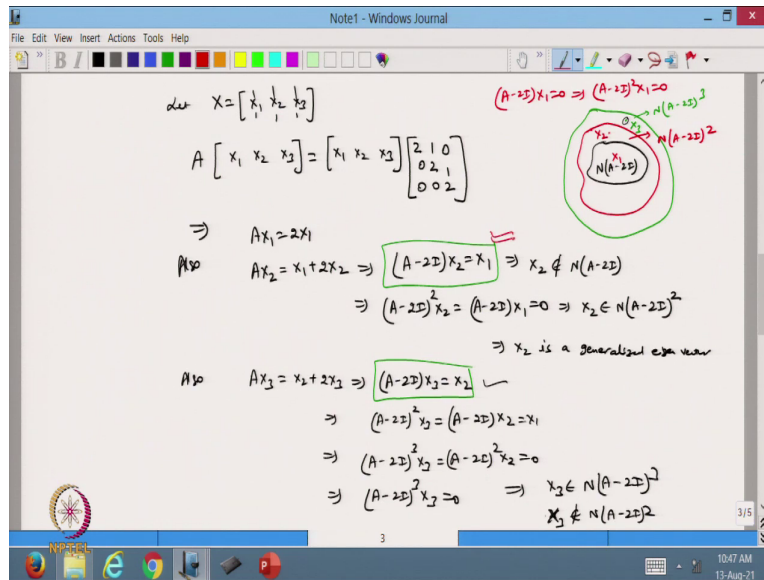 Note1 - Windows Journal
File Edit View Insert Actions Tools Help
Let X = [x₁ x₂ x₃]
(A-2I)x₁=0 ⇒ (A-2I)²x₁=0
N(A-2I)³
x₃
x₂
N(A-2I)²
x₁
N(A-2I)
A [x₁ x₂ x₃] = [x₁ x₂ x₃] [2 1 0
0 2 1
0 0 2]
⇒ Ax₁=2x₁
Also Ax₂ = x₁+2x₂ ⇒ (A-2I)x₂=x₁ ⇒ x₂ ∉ N(A-2I)
⇒ (A-2I)²x₂ = (A-2I)x₁=0 ⇒ x₂ ∈ N(A-2I)²
⇒ x₂ is a generalized eigen vector
Also Ax₃ = x₂+2x₃ ⇒ (A-2I)x₃ = x₂ ✓
⇒ (A-2I)²x₃ = (A-2I)x₂ = x₁
⇒ (A-2I)³x₃ = (A-2I)²x₂ = 0
⇒ (A-2I)³x₃=0 ⇒ x₃ ∈ N(A-2I)³
x₃ ∉ N(A-2I)²
3/5
3
NPTEL
10:47 AM
13-Aug-21